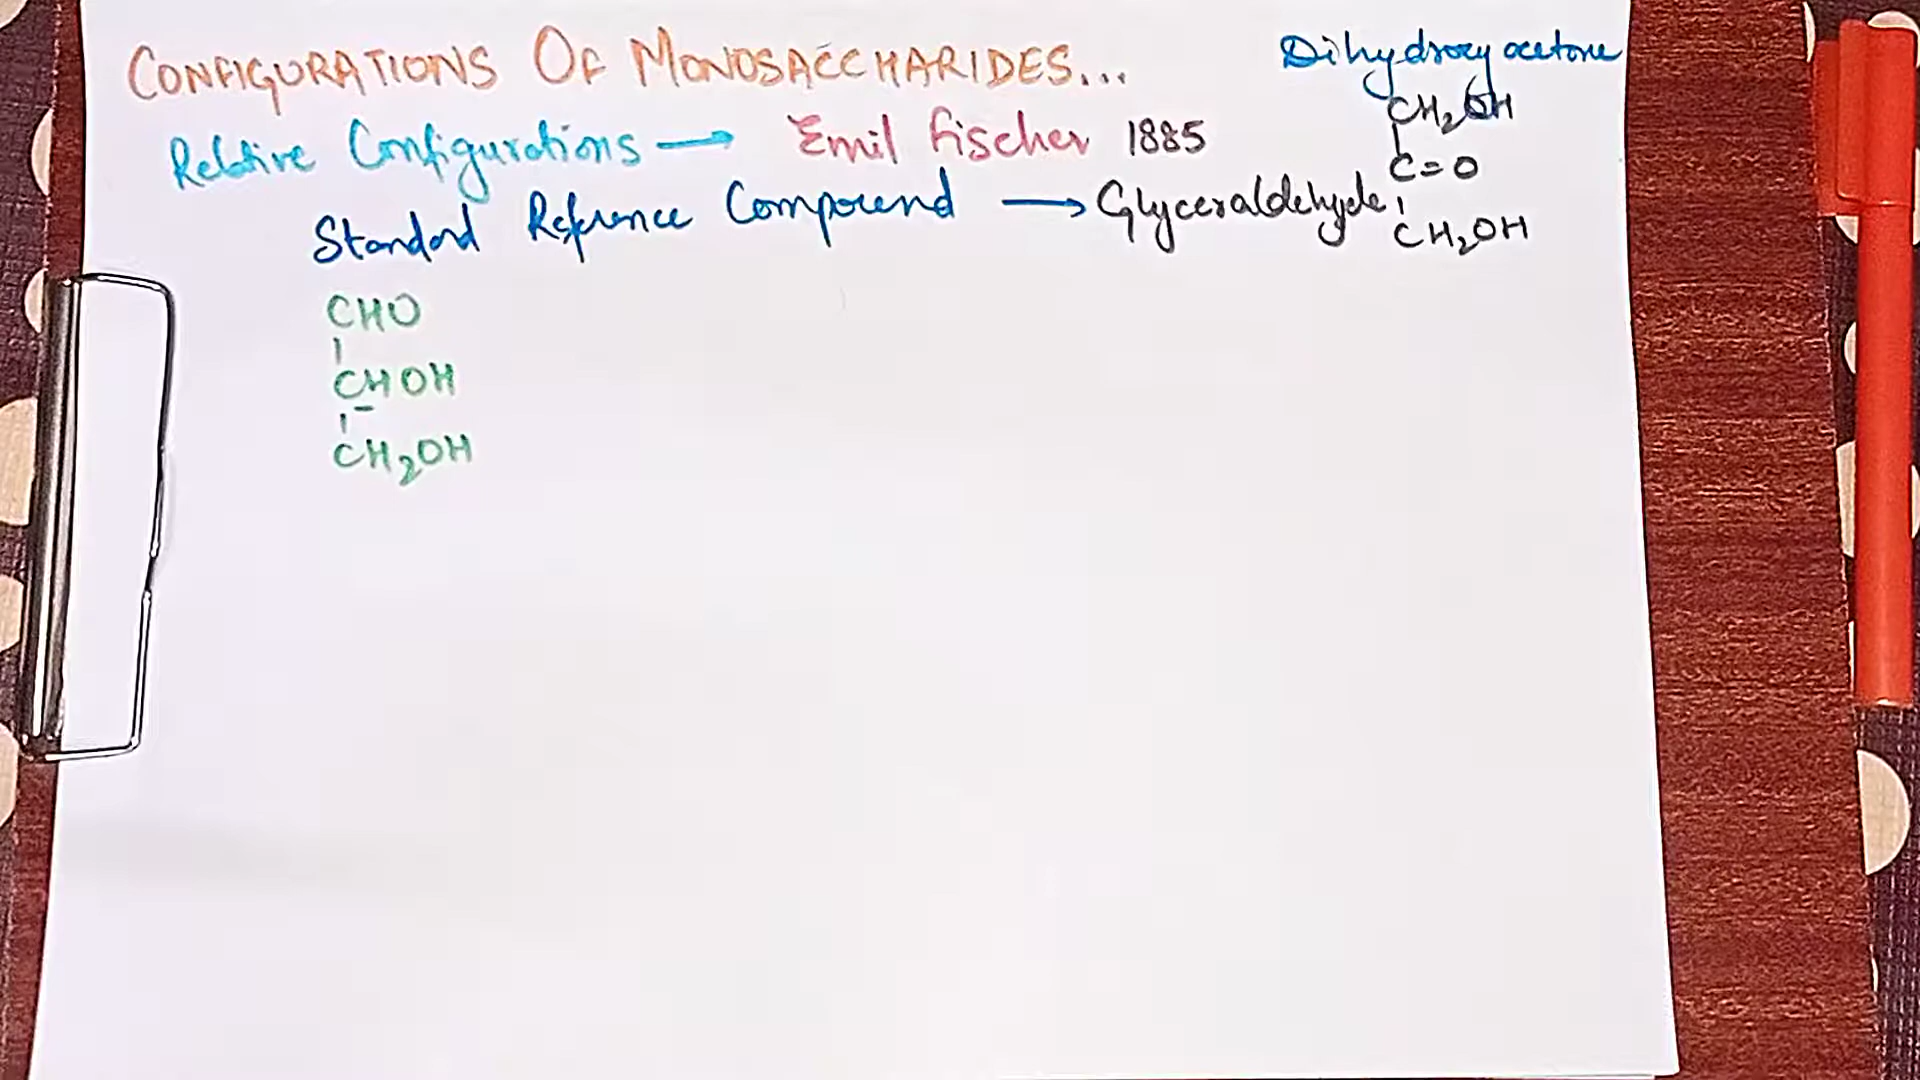 CONFIGURATIONS OF MONOSACCHARIDES...
Relative Configurations → Emil Fischer 1885
Standard Reference Compound → Glyceraldehyde
Dihydroxy acetone
CH₂OH
C=O
CH₂OH
CHO
CHOH
CH₂OH